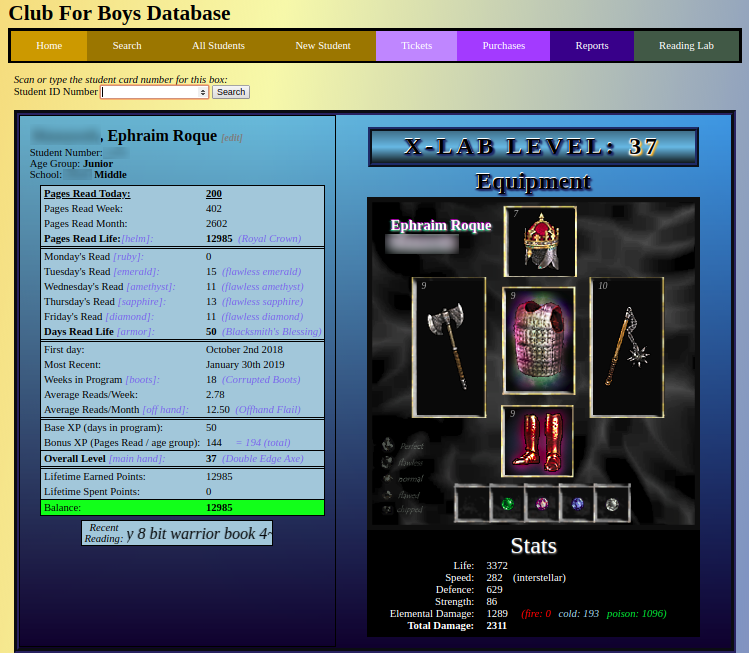 Club For Boys Database
Home Search All Students New Student Tickets Purchases Reports Reading Lab
Scan or type the student card number for this box:
Student ID Number Search
, Ephraim Roque [edit]
Student Number:
Age Group: Junior
School: Middle
Pages Read Today: 200
Pages Read Week: 402
Pages Read Month: 2602
Pages Read Life:[helm]: 12985 (Royal Crown)
Monday's Read [ruby]: 0
Tuesday's Read [emerald]: 15 (flawless emerald)
Wednesday's Read [amethyst]: 11 (flawless amethyst)
Thursday's Read [sapphire]: 13 (flawless sapphire)
Friday's Read [diamond]: 11 (flawless diamond)
Days Read Life [armor]: 50 (Blacksmith's Blessing)
First day: October 2nd 2018
Most Recent: January 30th 2019
Weeks in Program [boots]: 18 (Corrupted Boots)
Average Reads/Week: 2.78
Average Reads/Month [off hand]: 12.50 (Offhand Flail)
Base XP (days in program): 50
Bonus XP (Pages Read / age group): 144 = 194 (total)
Overall Level [main hand]: 37 (Double Edge Axe)
Lifetime Earned Points: 12985
Lifetime Spent Points: 0
Balance: 12985
Recent
Reading: y 8 bit warrior book 4~
X-LAB LEVEL: 37
Equipment
Ephraim Roque
7
9
9
10
9
Perfect
flawless
normal
flawed
chipped
Stats
Life: 3372
Speed: 282 (interstellar)
Defence: 629
Strength: 86
Elemental Damage: 1289 (fire: 0 cold: 193 poison: 1096)
Total Damage: 2311